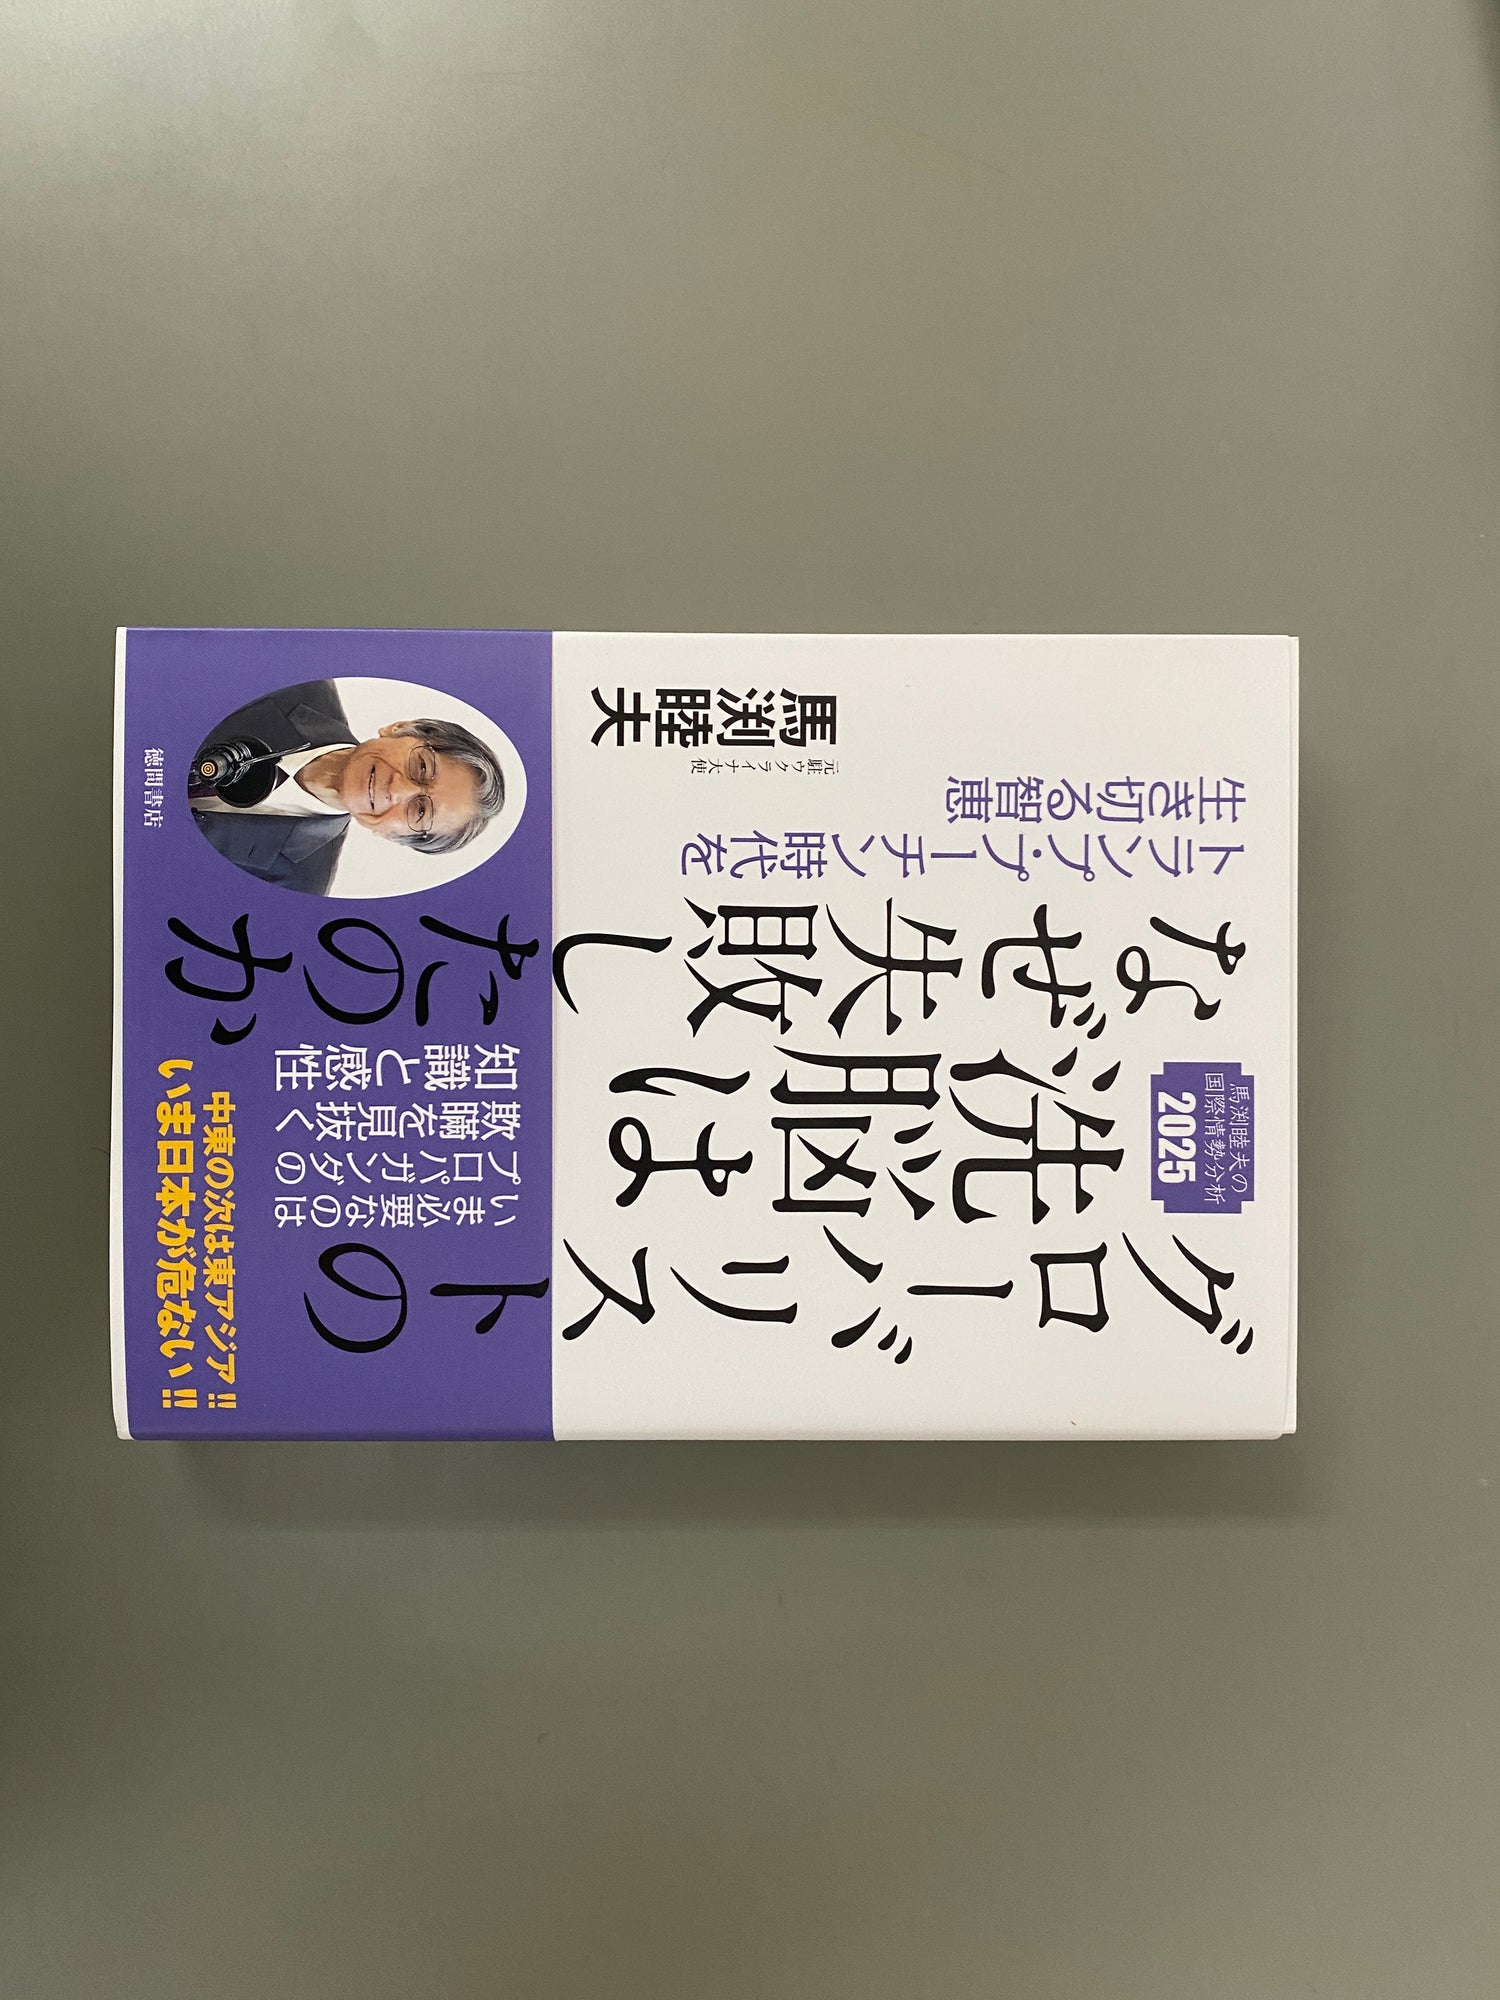 馬渕睦夫の
国際情勢分析
2025
グローバリストの
洗脳は
なぜ失敗したのか
トランプ・プーチン時代を
生き切る智恵
元駐ウクライナ大使
馬渕睦夫
いま必要なのは
プロパガンダの
欺瞞を見抜く
知識と感性
中東の次は東アジア!!
いま日本が危ない!!
徳間書店